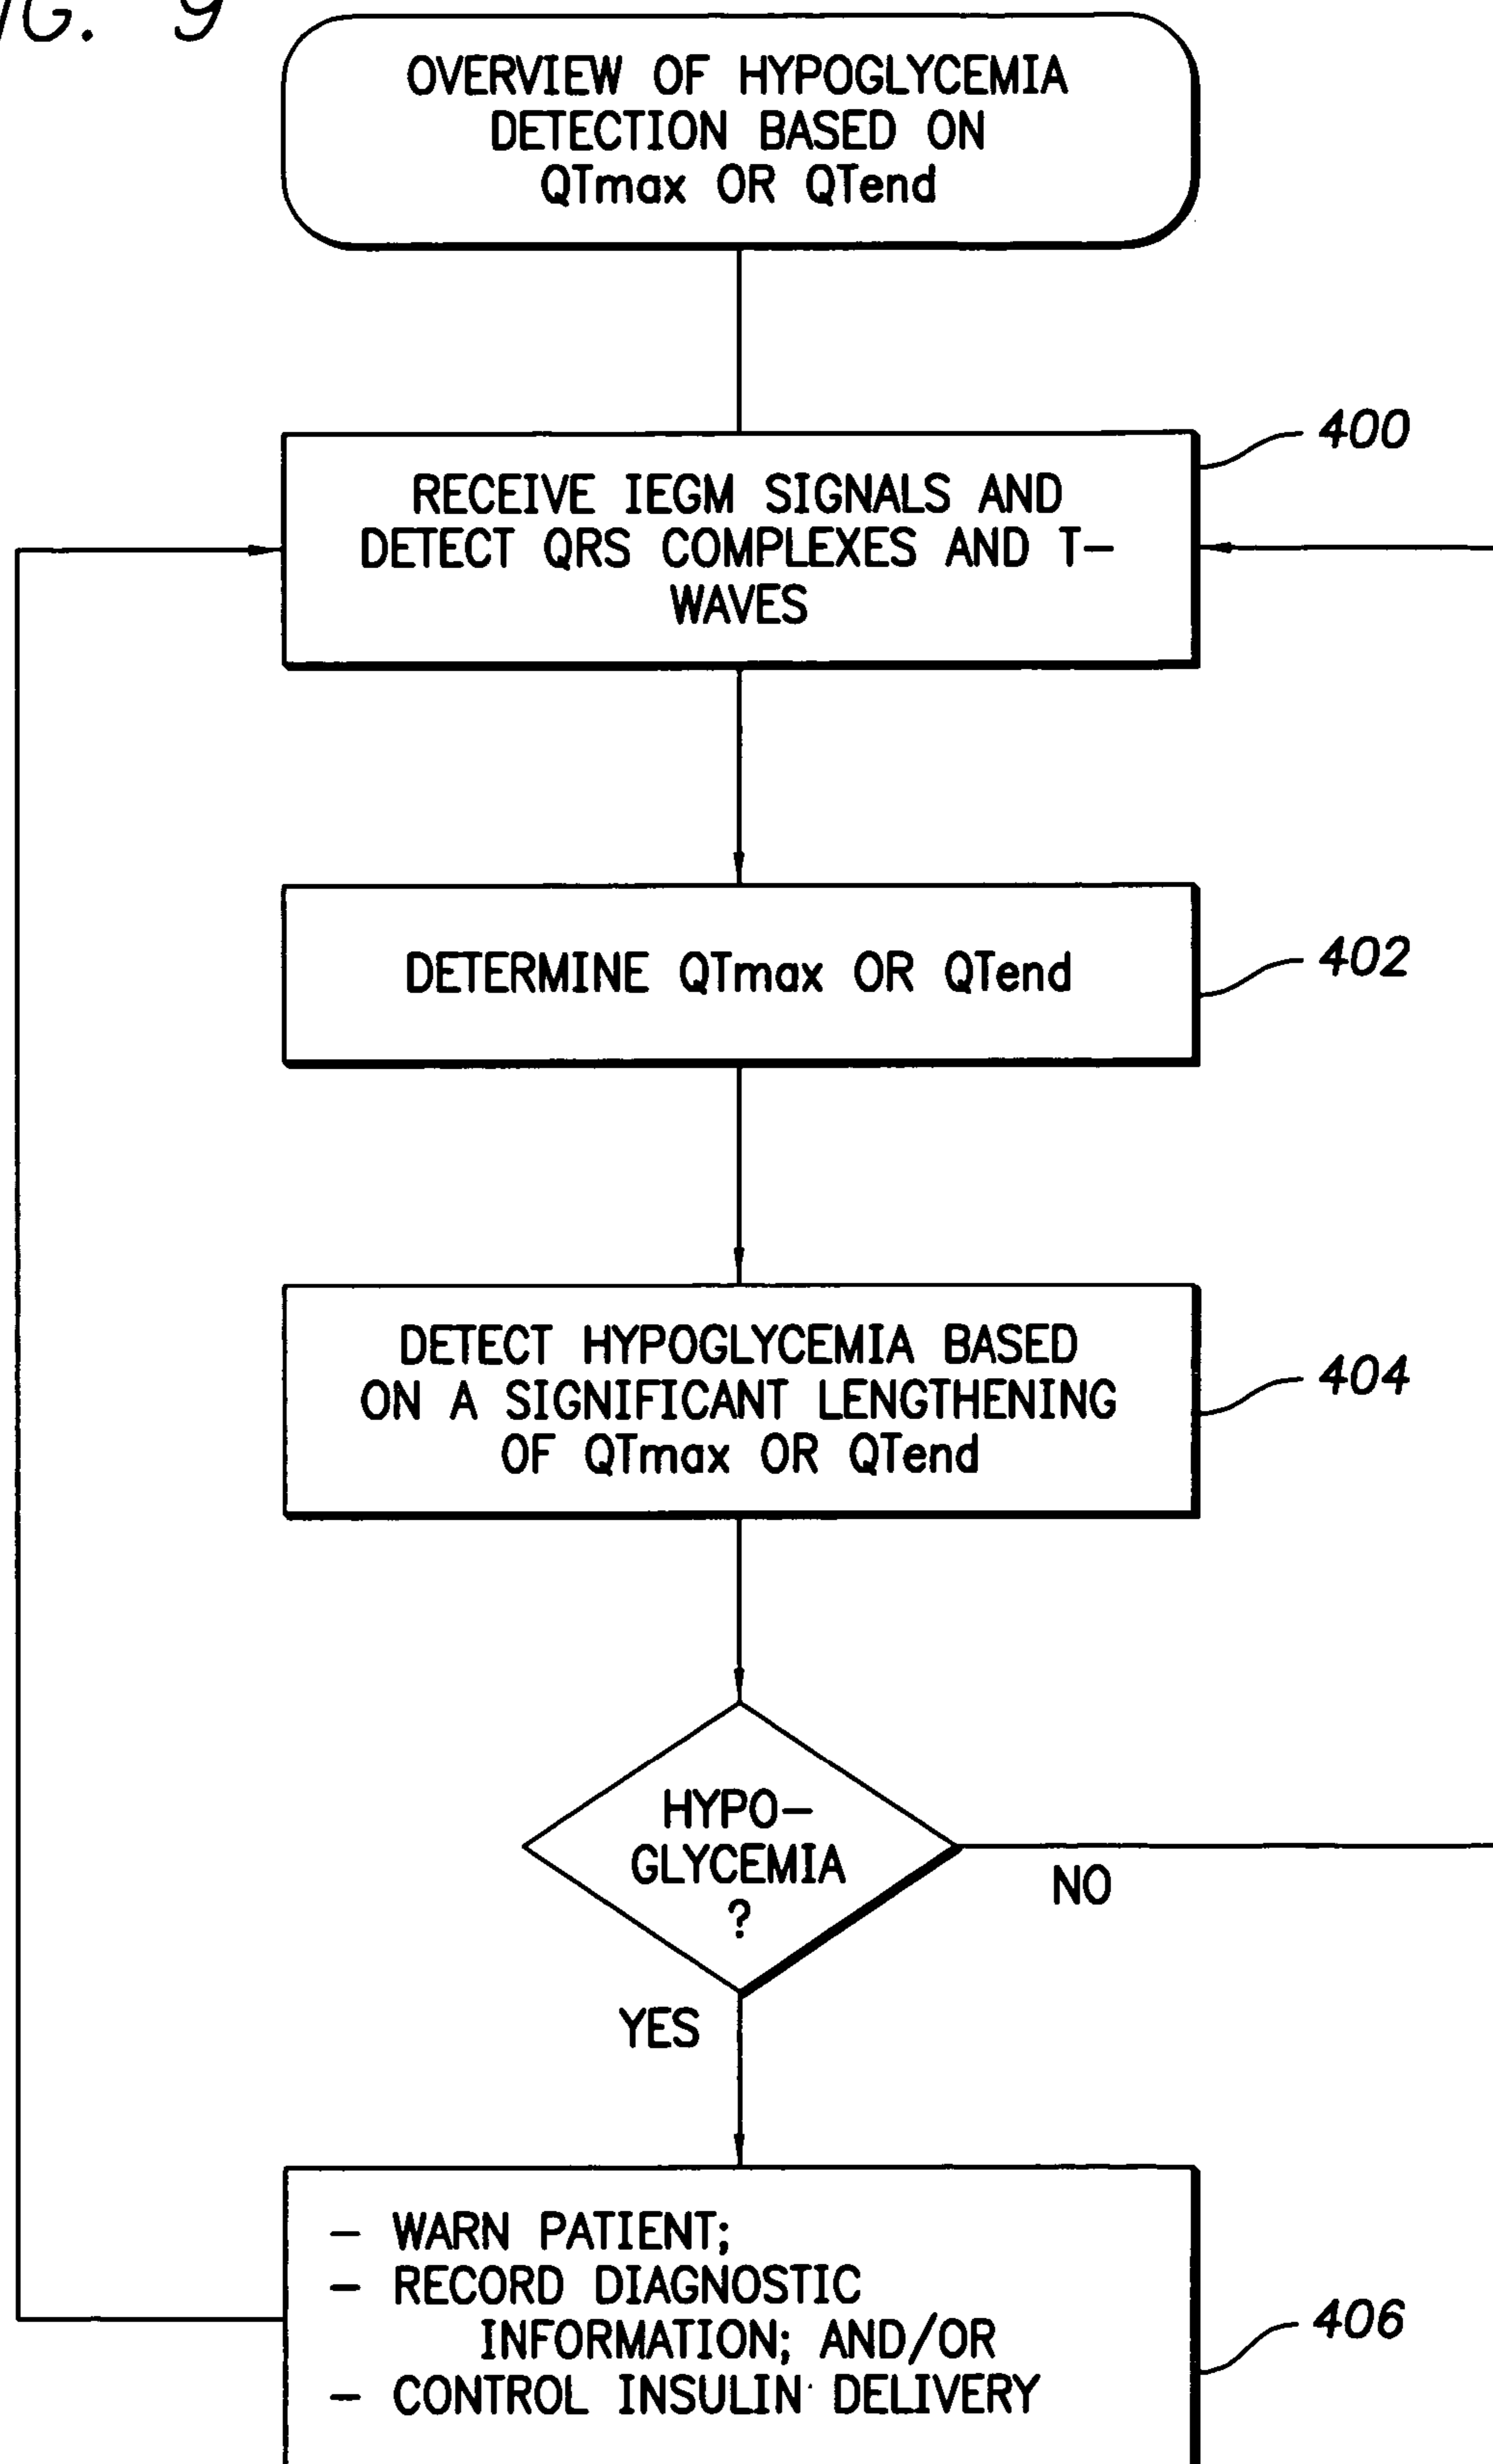 FIG. 9
OVERVIEW OF HYPOGLYCEMIA
DETECTION BASED ON
QTmax OR QTend
400
RECEIVE IEGM SIGNALS AND
DETECT QRS COMPLEXES AND T-
WAVES
402
DETERMINE QTmax OR QTend
DETECT HYPOGLYCEMIA BASED
ON A SIGNIFICANT LENGTHENING
OF QTmax OR QTend
404
HYPO-
GLYCEMIA
?
NO
YES
- WARN PATIENT;
- RECORD DIAGNOSTIC
INFORMATION; AND/OR
- CONTROL INSULIN DELIVERY
406